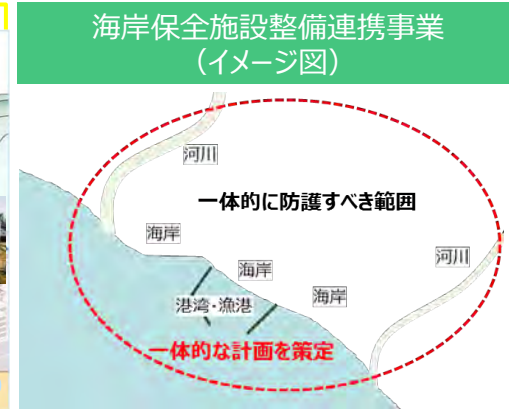 海岸保全施設整備連携事業
（イメージ図）
河川
一体的に防護すべき範囲
海岸
海岸
河川
港湾・漁港
海岸
一体的な計画を策定